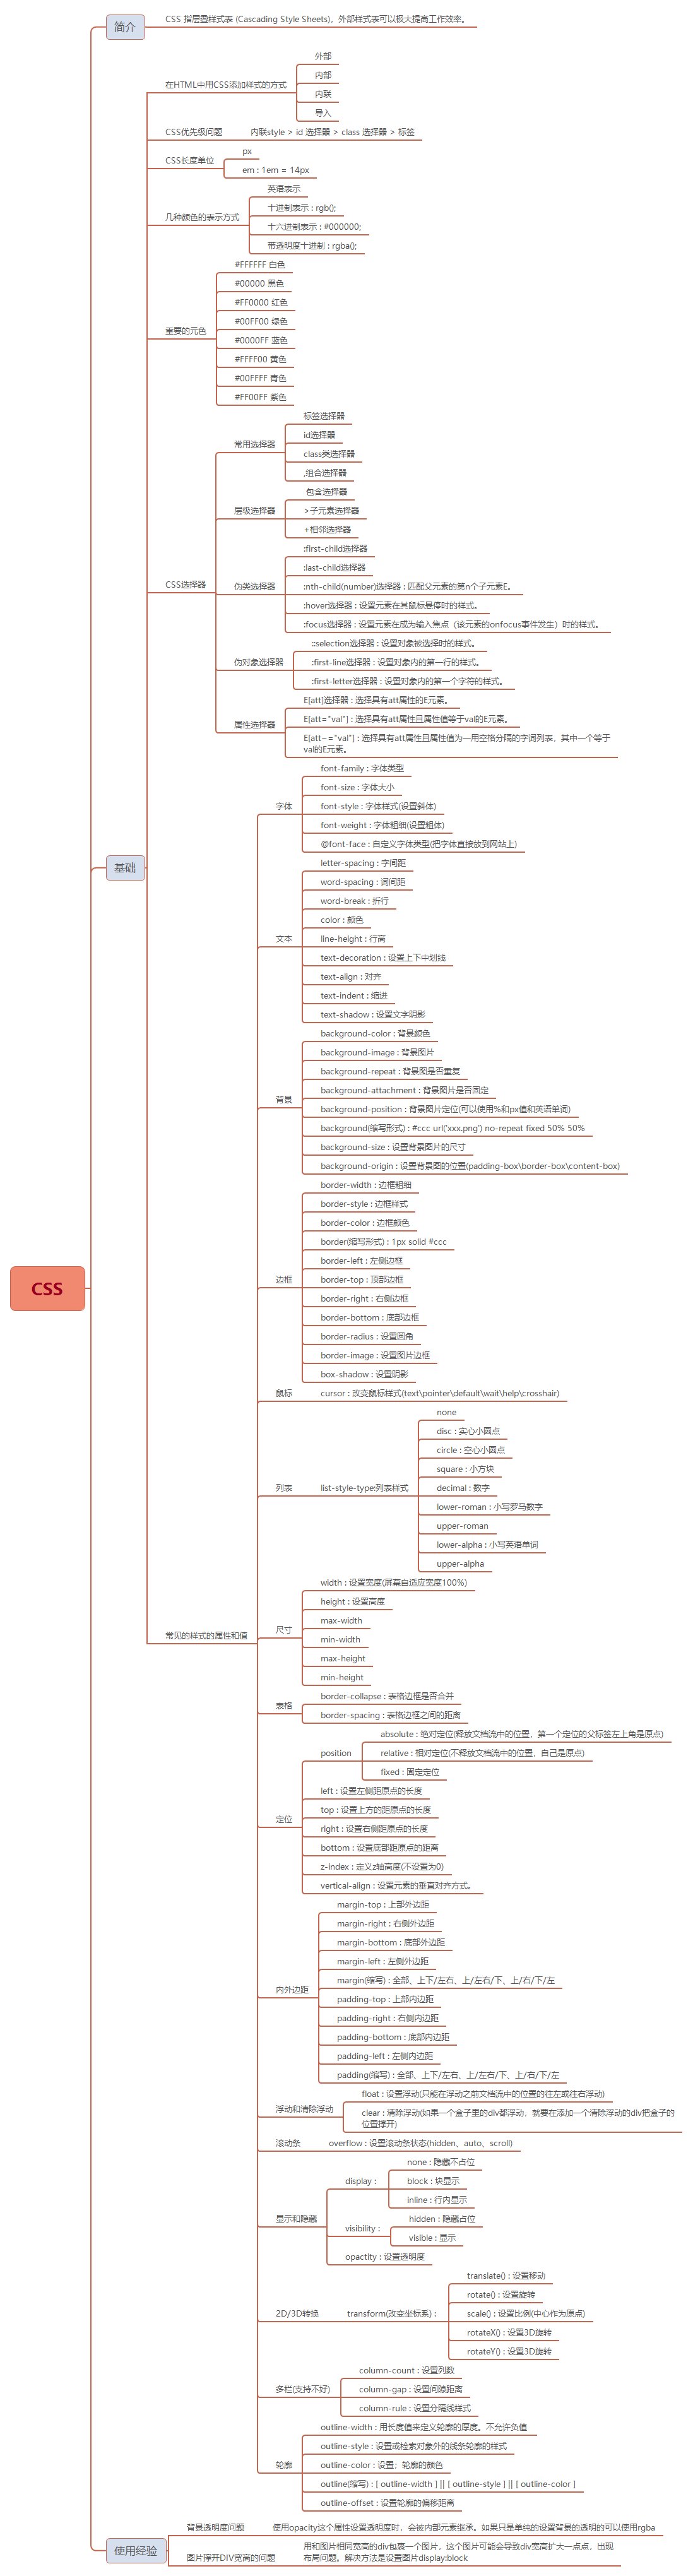 简介
CSS 指层叠样式表 (Cascading Style Sheets)，外部样式表可以极大提高工作效率。
在HTML中用CSS添加样式的方式
外部
内部
内联
导入
CSS优先级问题
内联style > id 选择器 > class 选择器 > 标签
CSS长度单位
px
em : 1em = 14px
几种颜色的表示方式
英语表示
十进制表示 : rgb();
十六进制表示 : #000000;
带透明度十进制 : rgba();
重要的元色
#FFFFFF 白色
#00000 黑色
#FF0000 红色
#00FF00 绿色
#0000FF 蓝色
#FFFF00 黄色
#00FFFF 青色
#FF00FF 紫色
CSS选择器
常用选择器
标签选择器
id选择器
class类选择器
,组合选择器
层级选择器
包含选择器
>子元素选择器
+相邻选择器
伪类选择器
:first-child选择器
:last-child选择器
:nth-child(number)选择器 : 匹配父元素的第n个子元素E。
:hover选择器 : 设置元素在其鼠标悬停时的样式。
:focus选择器 : 设置元素在成为输入焦点（该元素的onfocus事件发生）时的样式。
伪对象选择器
::selection选择器 : 设置对象被选择时的样式。
:first-line选择器 : 设置对象内的第一行的样式。
:first-letter选择器 : 设置对象内的第一个字符的样式。
属性选择器
E[att]选择器 : 选择具有att属性的E元素。
E[att="val"] : 选择具有att属性且属性值等于val的E元素。
E[att~="val"] : 选择具有att属性且属性值为一用空格分隔的字词列表，其中一个等于
val的E元素。
基础
CSS
常见的样式的属性和值
字体
font-family : 字体类型
font-size : 字体大小
font-style : 字体样式(设置斜体)
font-weight : 字体粗细(设置粗体)
@font-face : 自定义字体类型(把字体直接放到网站上)
文本
letter-spacing : 字间距
word-spacing : 词间距
word-break : 折行
color : 颜色
line-height : 行高
text-decoration : 设置上下中划线
text-align : 对齐
text-indent : 缩进
text-shadow : 设置文字阴影
背景
background-color : 背景颜色
background-image : 背景图片
background-repeat : 背景图是否重复
background-attachment : 背景图片是否固定
background-position : 背景图片定位(可以使用%和px值和英语单词)
background(缩写形式) : #ccc url('xxx.png') no-repeat fixed 50% 50%
background-size : 设置背景图片的尺寸
background-origin : 设置背景图的位置(padding-box\border-box\content-box)
边框
border-width : 边框粗细
border-style : 边框样式
border-color : 边框颜色
border(缩写形式) : 1px solid #ccc
border-left : 左侧边框
border-top : 顶部边框
border-right : 右侧边框
border-bottom : 底部边框
border-radius : 设置圆角
border-image : 设置图片边框
box-shadow : 设置阴影
鼠标
cursor : 改变鼠标样式(text\pointer\default\wait\help\crosshair)
列表
list-style-type:列表样式
none
disc : 实心小圆点
circle : 空心小圆点
square : 小方块
decimal : 数字
lower-roman : 小写罗马数字
upper-roman
lower-alpha : 小写英语单词
upper-alpha
尺寸
width : 设置宽度(屏幕自适应宽度100%)
height : 设置高度
max-width
min-width
max-height
min-height
表格
border-collapse : 表格边框是否合并
border-spacing : 表格边框之间的距离
定位
position
absolute : 绝对定位(释放文档流中的位置，第一个定位的父标签左上角是原点)
relative : 相对定位(不释放文档流中的位置，自己是原点)
fixed : 固定定位
left : 设置左侧距原点的长度
top : 设置上方的距原点的长度
right : 设置右侧距原点的长度
bottom : 设置底部距原点的距离
z-index : 定义z轴高度(不设置为0)
vertical-align : 设置元素的垂直对齐方式。
内外边距
margin-top : 上部外边距
margin-right : 右侧外边距
margin-bottom : 底部外边距
margin-left : 左侧外边距
margin(缩写) : 全部、上下/左右、上/左右/下、上/右/下/左
padding-top : 上部内边距
padding-right : 右侧内边距
padding-bottom : 底部内边距
padding-left : 左侧内边距
padding(缩写) : 全部、上下/左右、上/左右/下、上/右/下/左
浮动和清除浮动
float : 设置浮动(只能在浮动之前文档流中的位置的往左或往右浮动)
clear : 清除浮动(如果一个盒子里的div都浮动，就要在添加一个清除浮动的div把盒子的
位置撑开)
滚动条
overflow : 设置滚动条状态(hidden、auto、scroll)
显示和隐藏
display :
none : 隐藏不占位
block : 块显示
inline : 行内显示
visibility :
hidden : 隐藏占位
visible : 显示
opactity : 设置透明度
2D/3D转换
transform(改变坐标系) :
translate() : 设置移动
rotate() : 设置旋转
scale() : 设置比例(中心作为原点)
rotateX() : 设置3D旋转
rotateY() : 设置3D旋转
多栏(支持不好)
column-count : 设置列数
column-gap : 设置间隙距离
column-rule : 设置分隔线样式
轮廓
outline-width : 用长度值来定义轮廓的厚度。不允许负值
outline-style : 设置或检索对象外的线条轮廓的样式
outline-color : 设置；轮廓的颜色
outline(缩写) : [ outline-width ] || [ outline-style ] || [ outline-color ]
outline-offset : 设置轮廓的偏移距离
使用经验
背景透明度问题
使用opacity这个属性设置透明度时，会被内部元素继承。如果只是单纯的设置背景的透明的可以使用rgba
图片撑开DIV宽高的问题
用和图片相同宽高的div包裹一个图片，这个图片可能会导致div宽高扩大一点点，出现
布局问题。解决方法是设置图片display:block